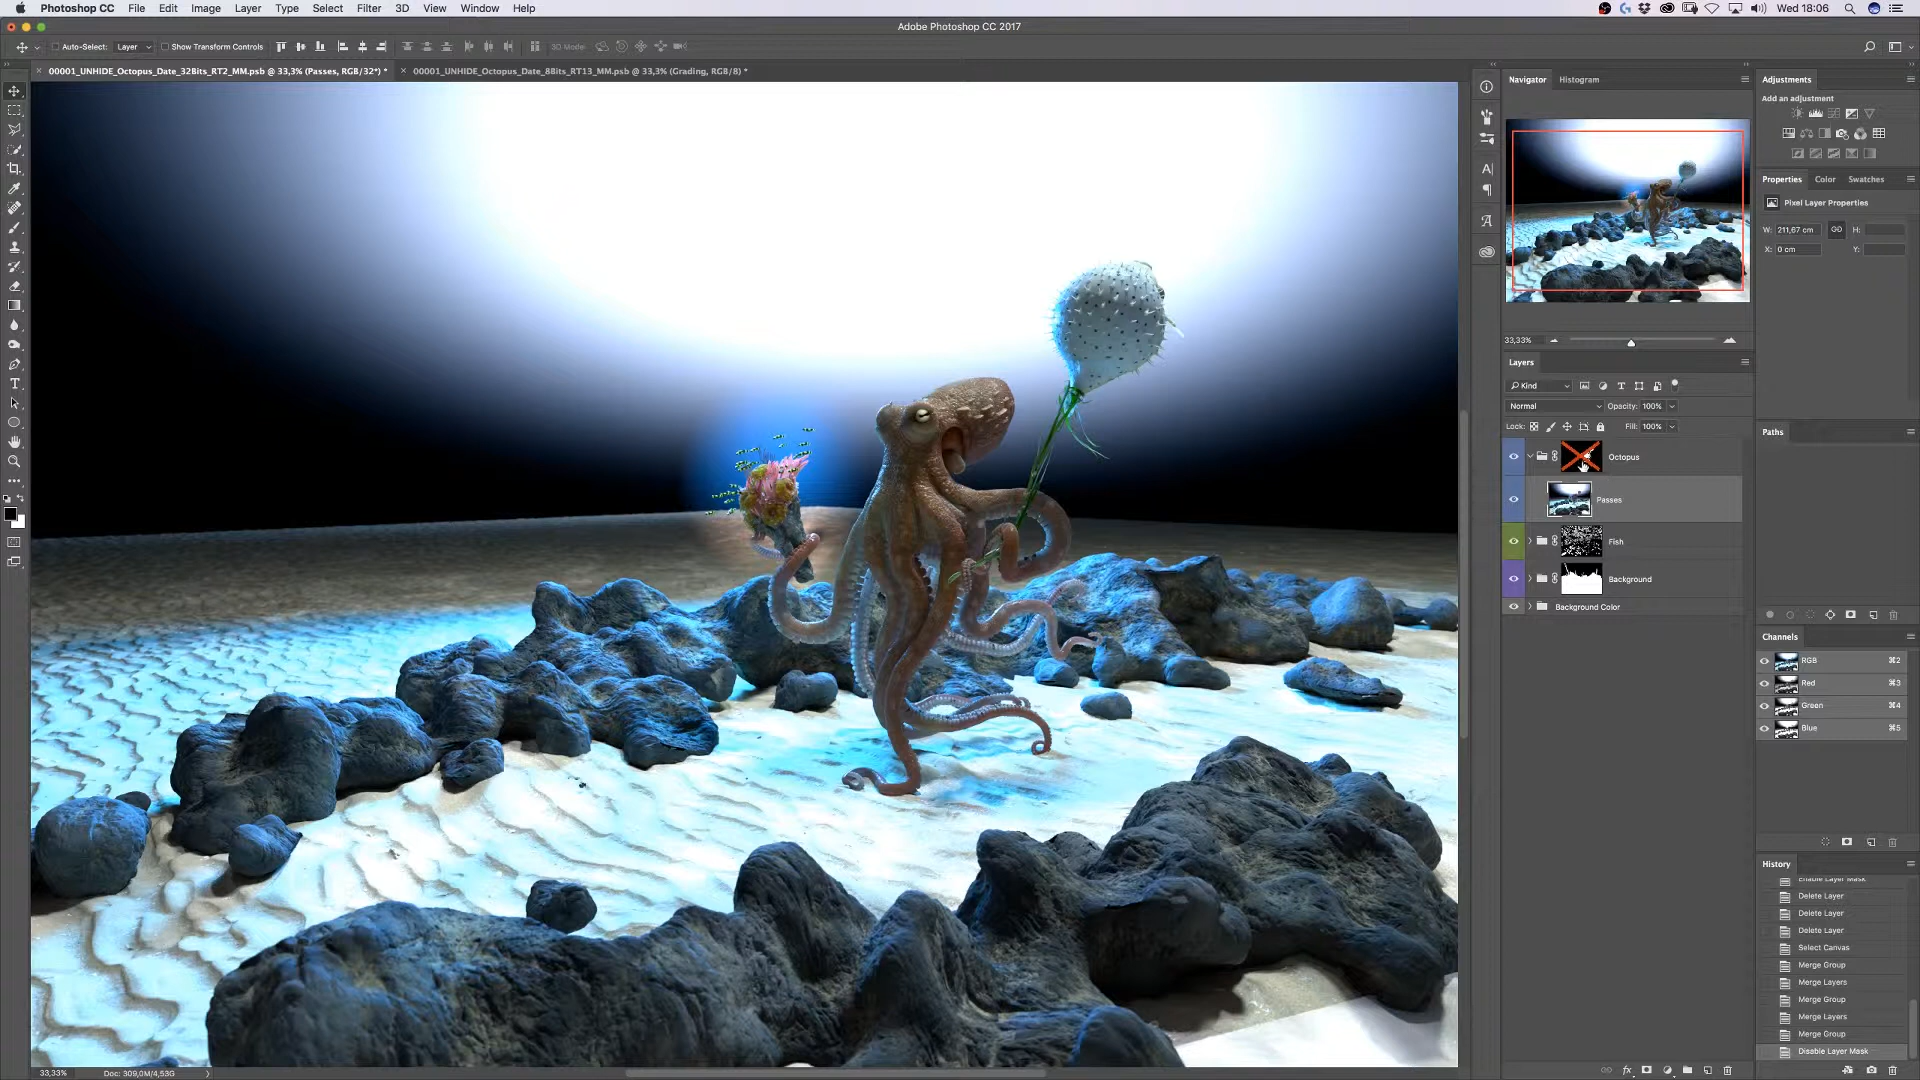 Photoshop CC File Edit Image Layer Type Select Filter 3D View Window Help Wed 18:06
Adobe Photoshop CC 2017
Auto-Select: Layer Show Transform Controls 3D Mode:
00001_UNHIDE_Octopus_Date_32Bits_RT2_MM.psb @ 33,3% (Passes, RGB/32*) * 00001_UNHIDE_Octopus_Date_8Bits_RT13_MM.psb @ 33,3% (Grading, RGB/8) *
Navigator Histogram
33,33%
Layers
Kind
Normal Opacity: 100%
Lock: Fill: 100%
Octopus
Passes
Fish
Background
Background Color
Adjustments
Add an adjustment
Properties Color Swatches
Pixel Layer Properties
W: 211,67 cm H:
X: 0 cm Y:
Paths
Channels
RGB ⌘2
Red ⌘3
Green ⌘4
Blue ⌘5
History
Enable Layer Mask
Delete Layer
Delete Layer
Delete Layer
Select Canvas
Merge Group
Merge Layers
Merge Group
Merge Layers
Merge Group
Disable Layer Mask
33,33% Doc: 309,0M/4,53G